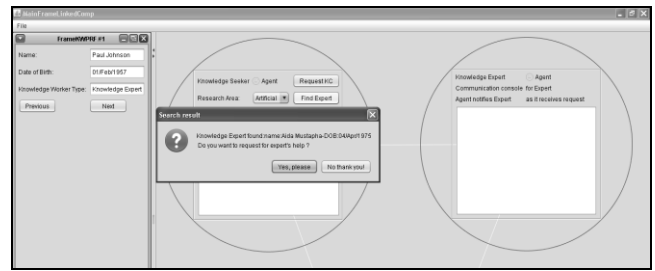 MainFrameLinkedComp
File
FrameKWPRF #1
Name: Paul Johnson
Date of Birth: 01/Feb/1957
Knowledge Worker Type: Knowledge Expert
Previous Next
Knowledge Seeker Agent Request KC
Research Area: Artificial Find Expert
Search result
Knowledge Expert found:name:Aida Mustapha-DOB:04/Apr/1975
Do you want to request for expert's help ?
Yes, please No thank you!
Knowledge Expert Agent
Communication console for Expert
Agent notifies Expert as it receives request